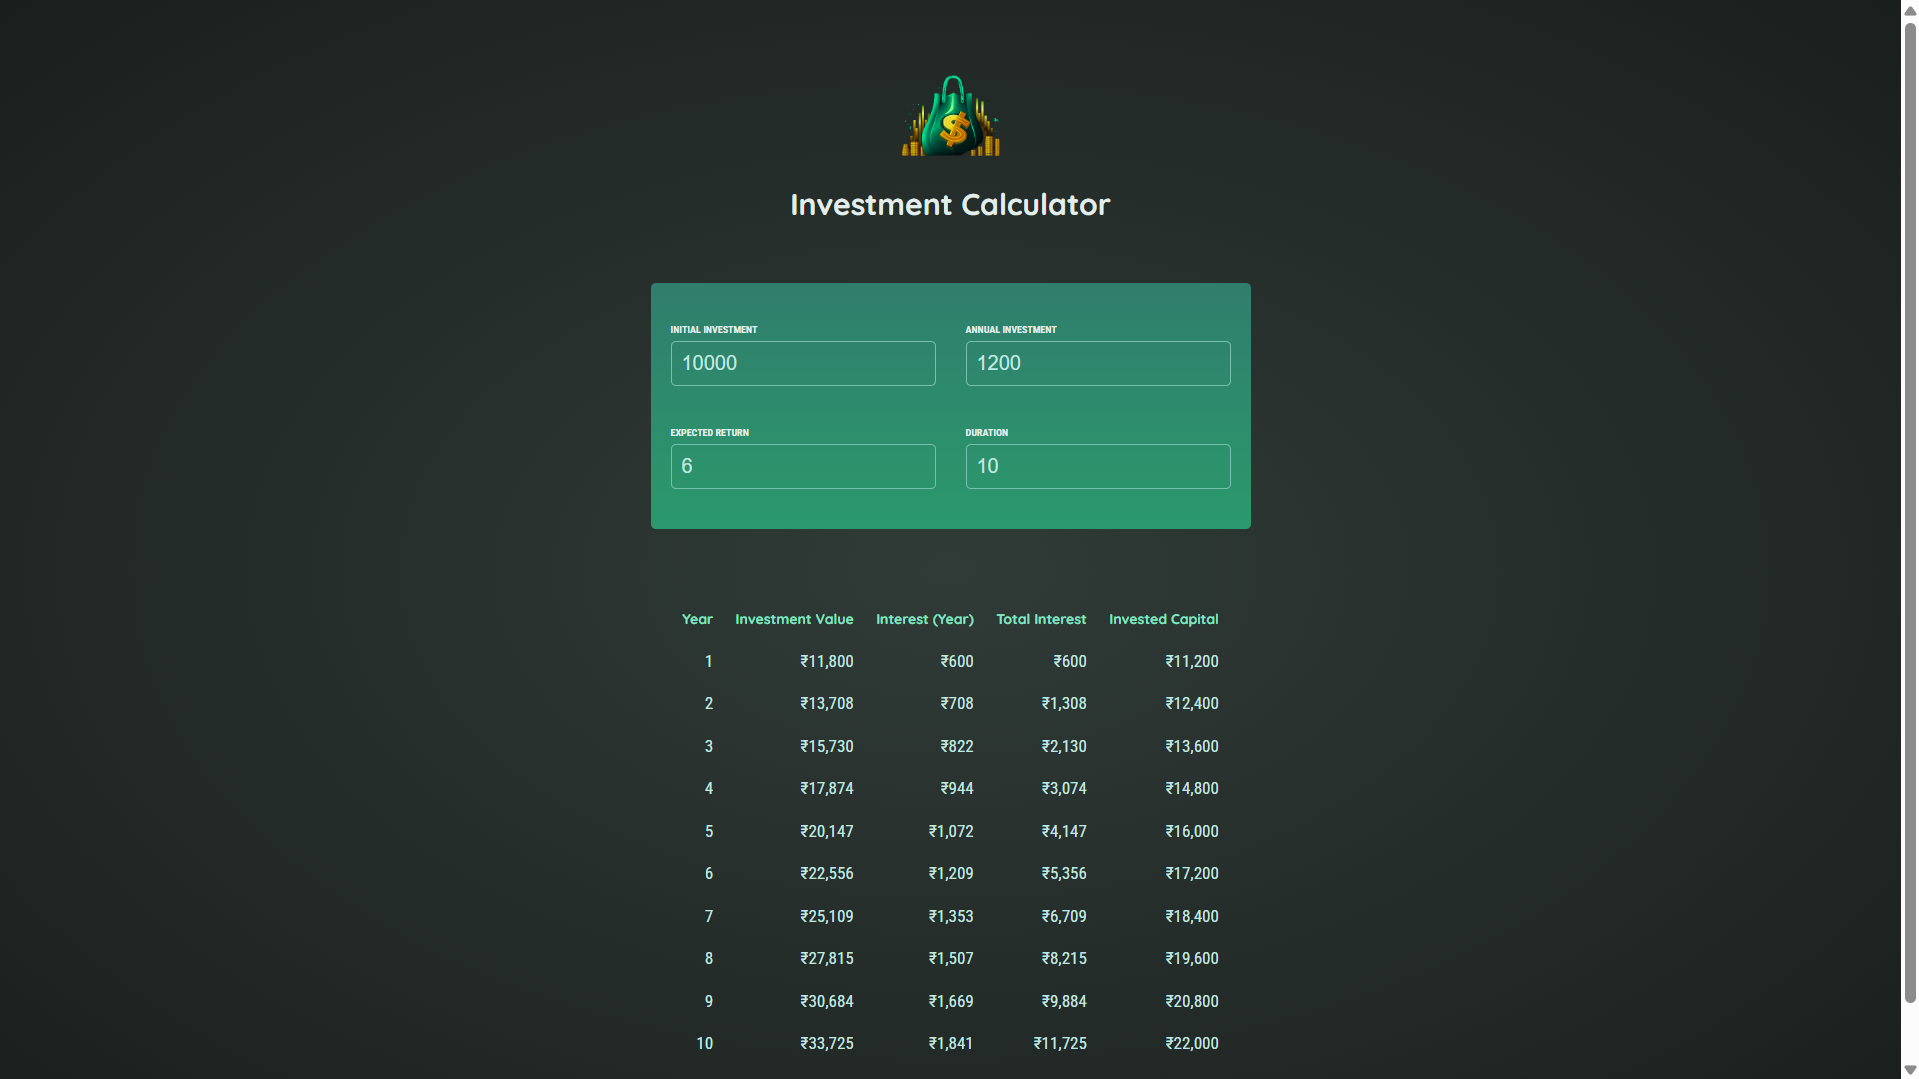 $
Investment Calculator
INITIAL INVESTMENT ANNUAL INVESTMENT
10000 1200
EXPECTED RETURN DURATION
6 10
Year Investment Value Interest (Year) Total Interest Invested Capital
1 ₹11,800 ₹600 ₹600 ₹11,200
2 ₹13,708 ₹708 ₹1,308 ₹12,400
3 ₹15,730 ₹822 ₹2,130 ₹13,600
4 ₹17,874 ₹944 ₹3,074 ₹14,800
5 ₹20,147 ₹1,072 ₹4,147 ₹16,000
6 ₹22,556 ₹1,209 ₹5,356 ₹17,200
7 ₹25,109 ₹1,353 ₹6,709 ₹18,400
8 ₹27,815 ₹1,507 ₹8,215 ₹19,600
9 ₹30,684 ₹1,669 ₹9,884 ₹20,800
10 ₹33,725 ₹1,841 ₹11,725 ₹22,000